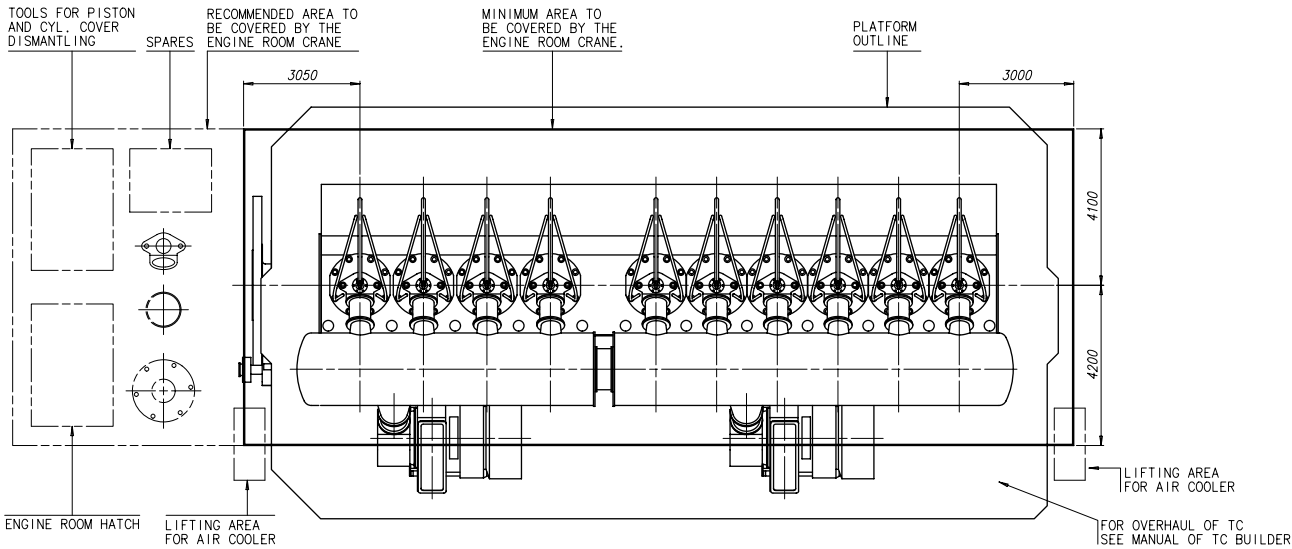 TOOLS FOR PISTON
AND CYL. COVER
DISMANTLING
SPARES
RECOMMENDED AREA TO
BE COVERED BY THE
ENGINE ROOM CRANE
MINIMUM AREA TO
BE COVERED BY THE
ENGINE ROOM CRANE.
PLATFORM
OUTLINE
3050
3000
4100
4200
ENGINE ROOM HATCH
LIFTING AREA
FOR AIR COOLER
LIFTING AREA
FOR AIR COOLER
FOR OVERHAUL OF TC
SEE MANUAL OF TC BUILDER